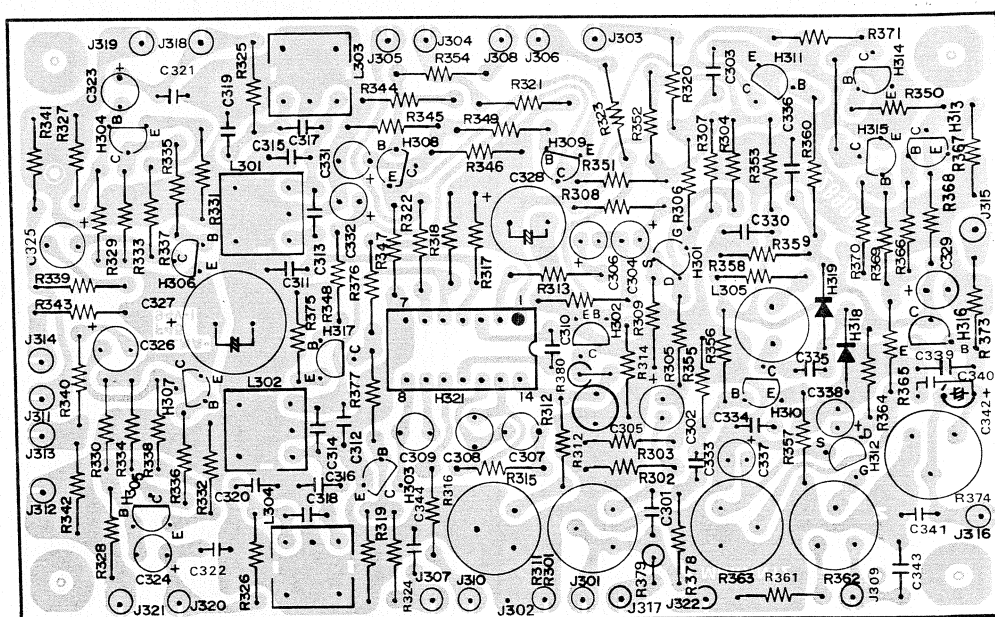 J319
J318
R325
L303
J305
J304
J308
J306
J303
R371
H314
C323
C321
C319
R354
R320
C303
E
H311
C
R344
R321
R323
R352
C
B
C336
B
E
R350
H313
R341
R327
H304
B
E
C
R335
C317
C315
R345
R349
H308
H309
R307
R304
R353
R360
H315
C
E
B
B
E
C
R367
L301
C331
B
E
C
R346
B
E
C
R351
R308
C328
R306
R368
J315
C325
R329
R333
R337
R331
C313
C332
R347
R322
R318
R317
C306
C304
G
S
D
H301
C330
R359
R358
R370
R369
R366
C329
R339
B
C
E
H306
C311
R376
R313
L305
H319
R343
C327
R375
R348
H317
7
1
C310
E B
H302
C
R309
R356
H318
E
C
H316
B
R373
J314
C326
C
E
B
7
R314
R305
R355
C335
C339
C340
J311
R340
H307
C
E
B
L302
R377
8
H321
14
R380
R312
C302
B
C
E
H310
C334
C338
R364
R365
C342
J313
R330
R334
R338
R336
R332
C314
C312
C309
C308
C307
R312
C305
R303
C333
C337
R357
S
D
G
H312
J312
R342
B
C
E
C320
C316
L304
C318
B
E
C
H303
C344
R316
R315
R302
C301
R374
C341
J316
R328
C324
C322
R326
R319
R324
J307
J310
J302
R311
R301
J301
R379
J317
R378
J322
R363
R361
R362
J309
C343
J321
J320